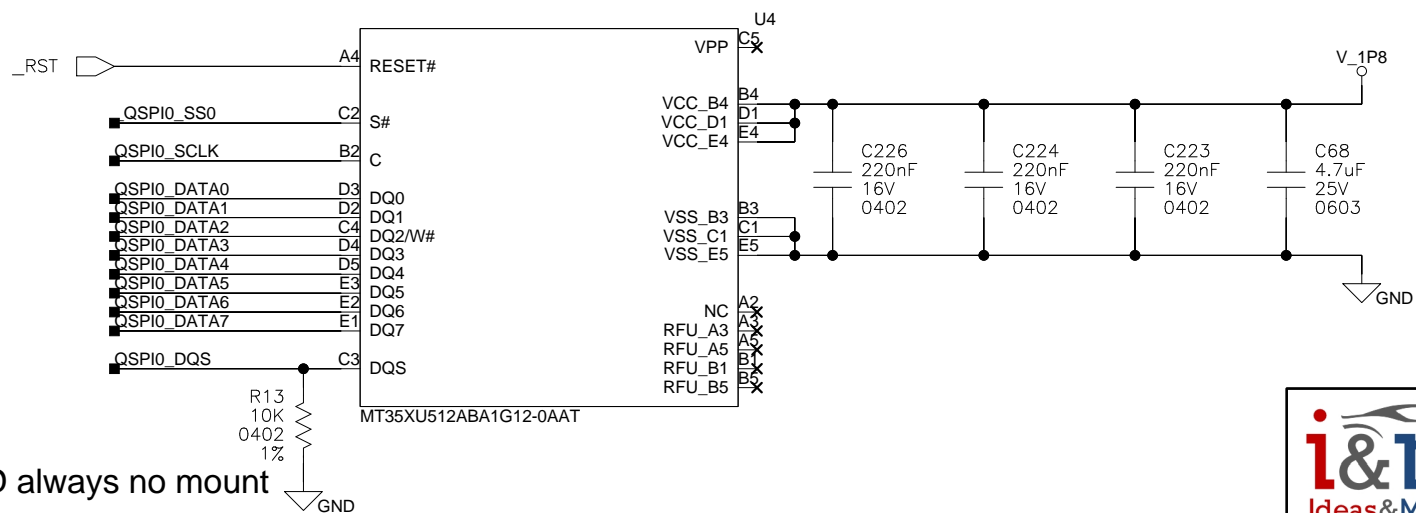 U4
_RST
A4
RESET#
VPP
C5
V_1P8
QSPI0_SS0
C2
S#
VCC_B4
B4
VCC_D1
D1
VCC_E4
E4
QSPI0_SCLK
B2
C
C226
220nF
16V
0402
C224
220nF
16V
0402
C223
220nF
16V
0402
C68
4.7uF
25V
0603
QSPI0_DATA0
D3
DQ0
QSPI0_DATA1
D2
DQ1
QSPI0_DATA2
C4
DQ2/W#
QSPI0_DATA3
D4
DQ3
QSPI0_DATA4
D5
DQ4
QSPI0_DATA5
E3
DQ5
QSPI0_DATA6
E2
DQ6
QSPI0_DATA7
E1
DQ7
VSS_B3
B3
VSS_C1
C1
VSS_E5
E5
GND
NC
A2
RFU_A3
A3
RFU_A5
A5
RFU_B1
B1
RFU_B5
B5
QSPI0_DQS
C3
DQS
R13
10K
0402
1%
MT35XU512ABA1G12-0AAT
always no mount
GND
i&
Ideas&